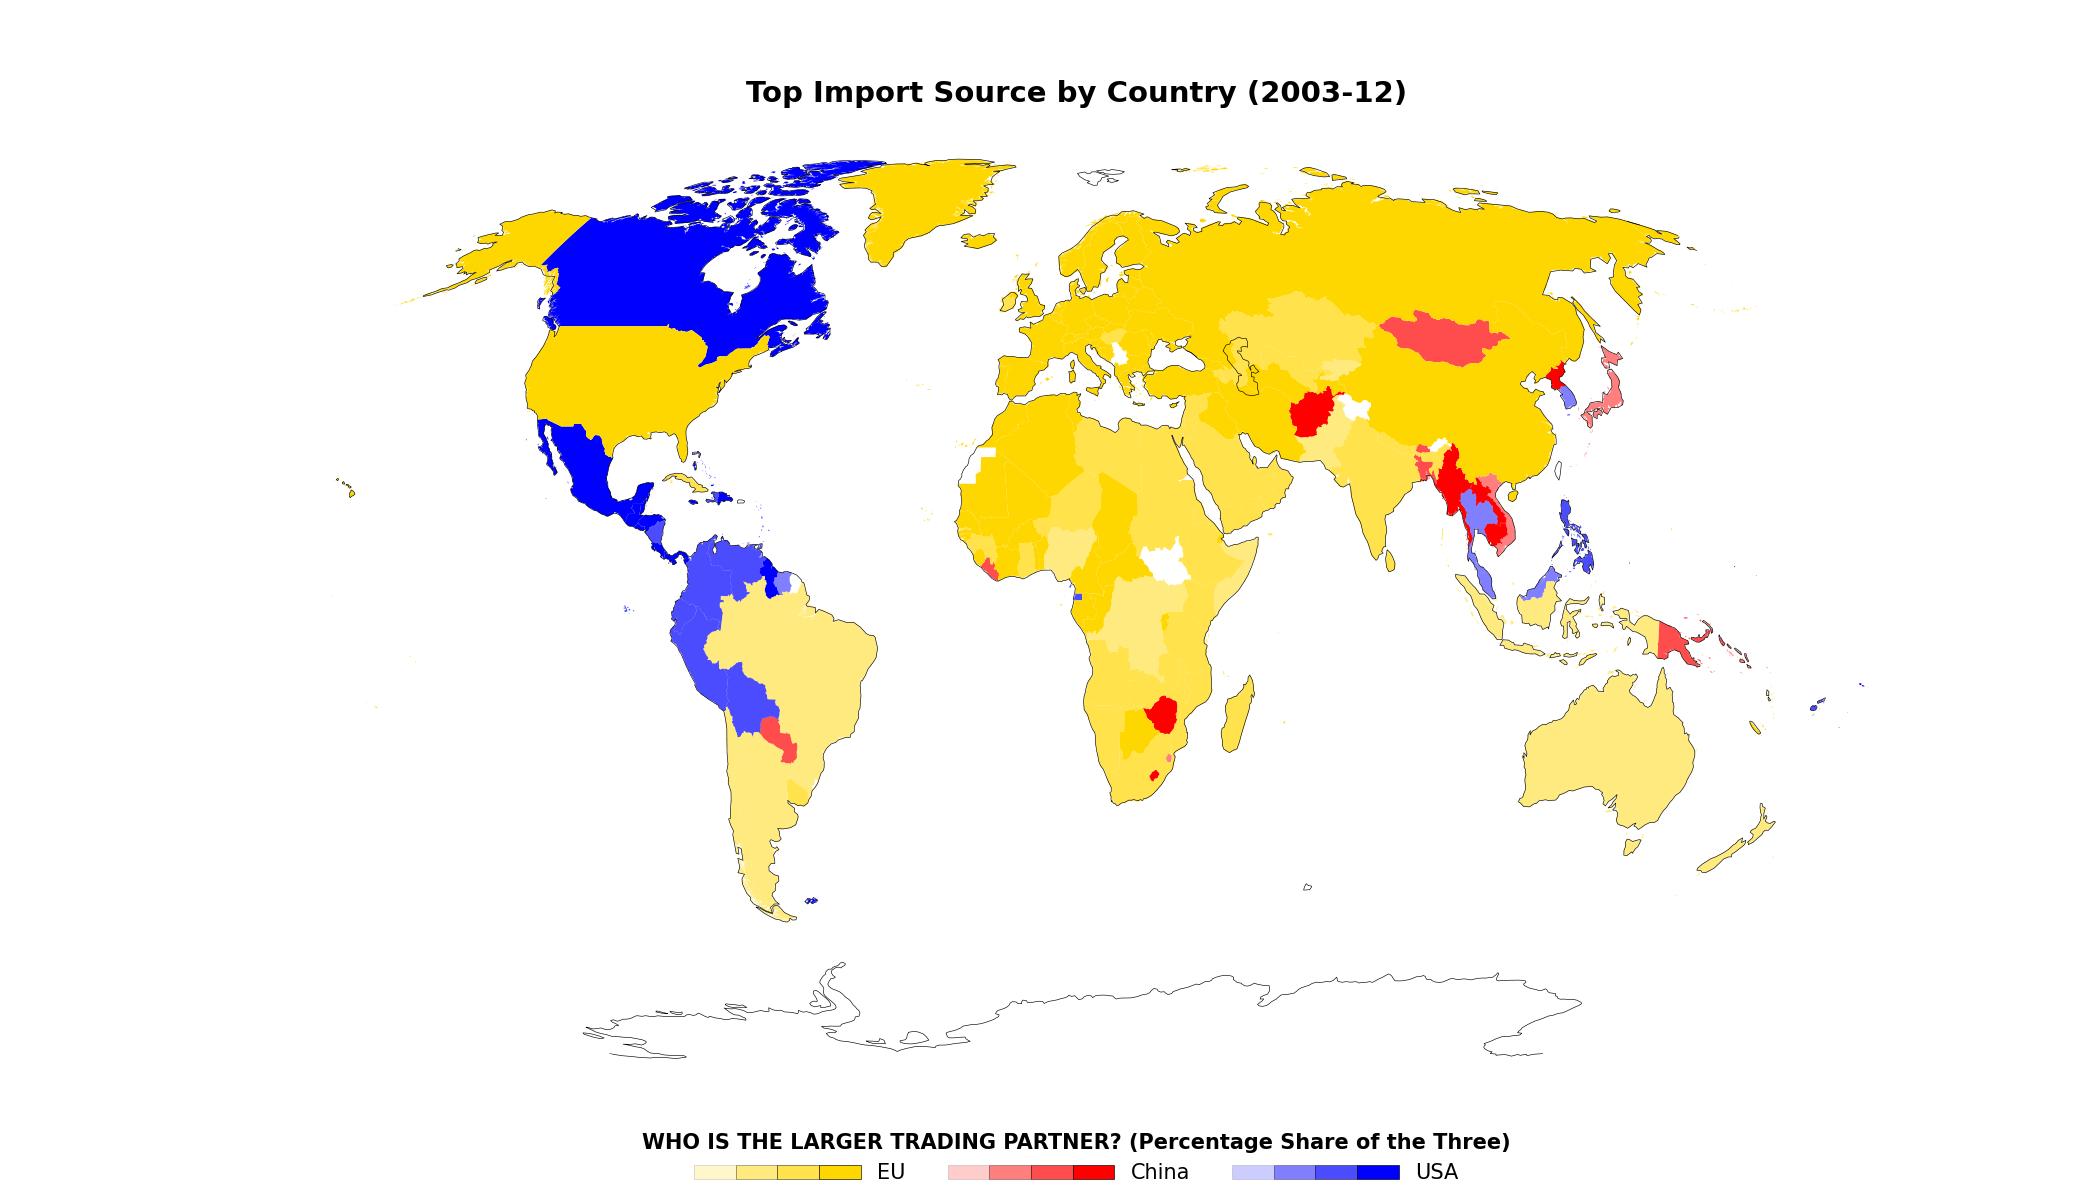 Top Import Source by Country (2003-12)
WHO IS THE LARGER TRADING PARTNER? (Percentage Share of the Three)
EU China USA